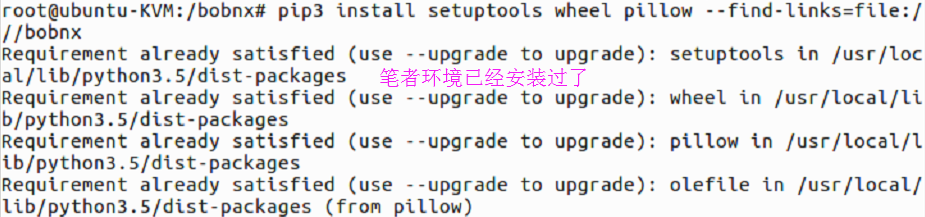 root@ubuntu-KVM:/bobnx# pip3 install setuptools wheel pillow --find-links=file:/
//bobnx
Requirement already satisfied (use --upgrade to upgrade): setuptools in /usr/loc
al/lib/python3.5/dist-packages 笔者环境已经安装过了
Requirement already satisfied (use --upgrade to upgrade): wheel in /usr/local/li
b/python3.5/dist-packages
Requirement already satisfied (use --upgrade to upgrade): pillow in /usr/local/l
ib/python3.5/dist-packages
Requirement already satisfied (use --upgrade to upgrade): olefile in /usr/local/
lib/python3.5/dist-packages (from pillow)